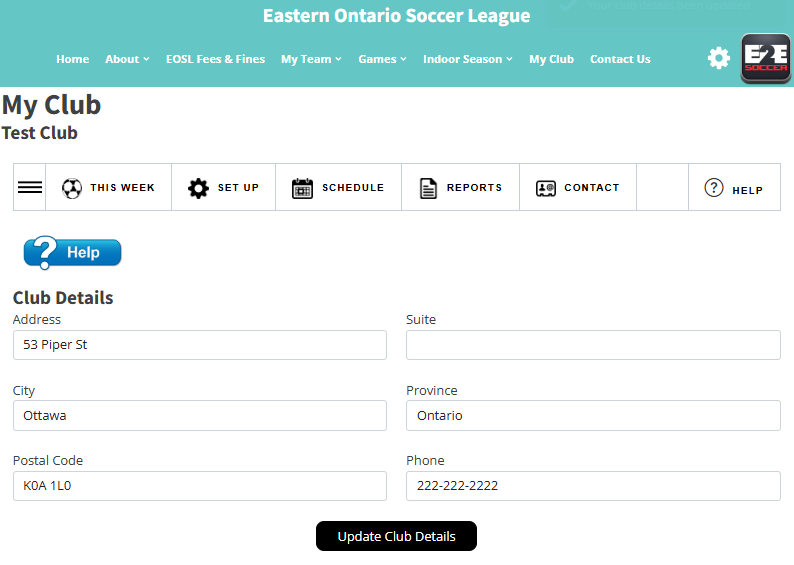 Eastern Ontario Soccer League
Your club details been updated
Home About EOSL Fees & Fines My Team Games Indoor Season My Club Contact Us
E2E
SOCCER
My Club
Test Club
THIS WEEK SET UP SCHEDULE REPORTS CONTACT ? HELP
? Help
Club Details
Address Suite
53 Piper St
City Province
Ottawa Ontario
Postal Code Phone
K0A 1L0 222-222-2222
Update Club Details